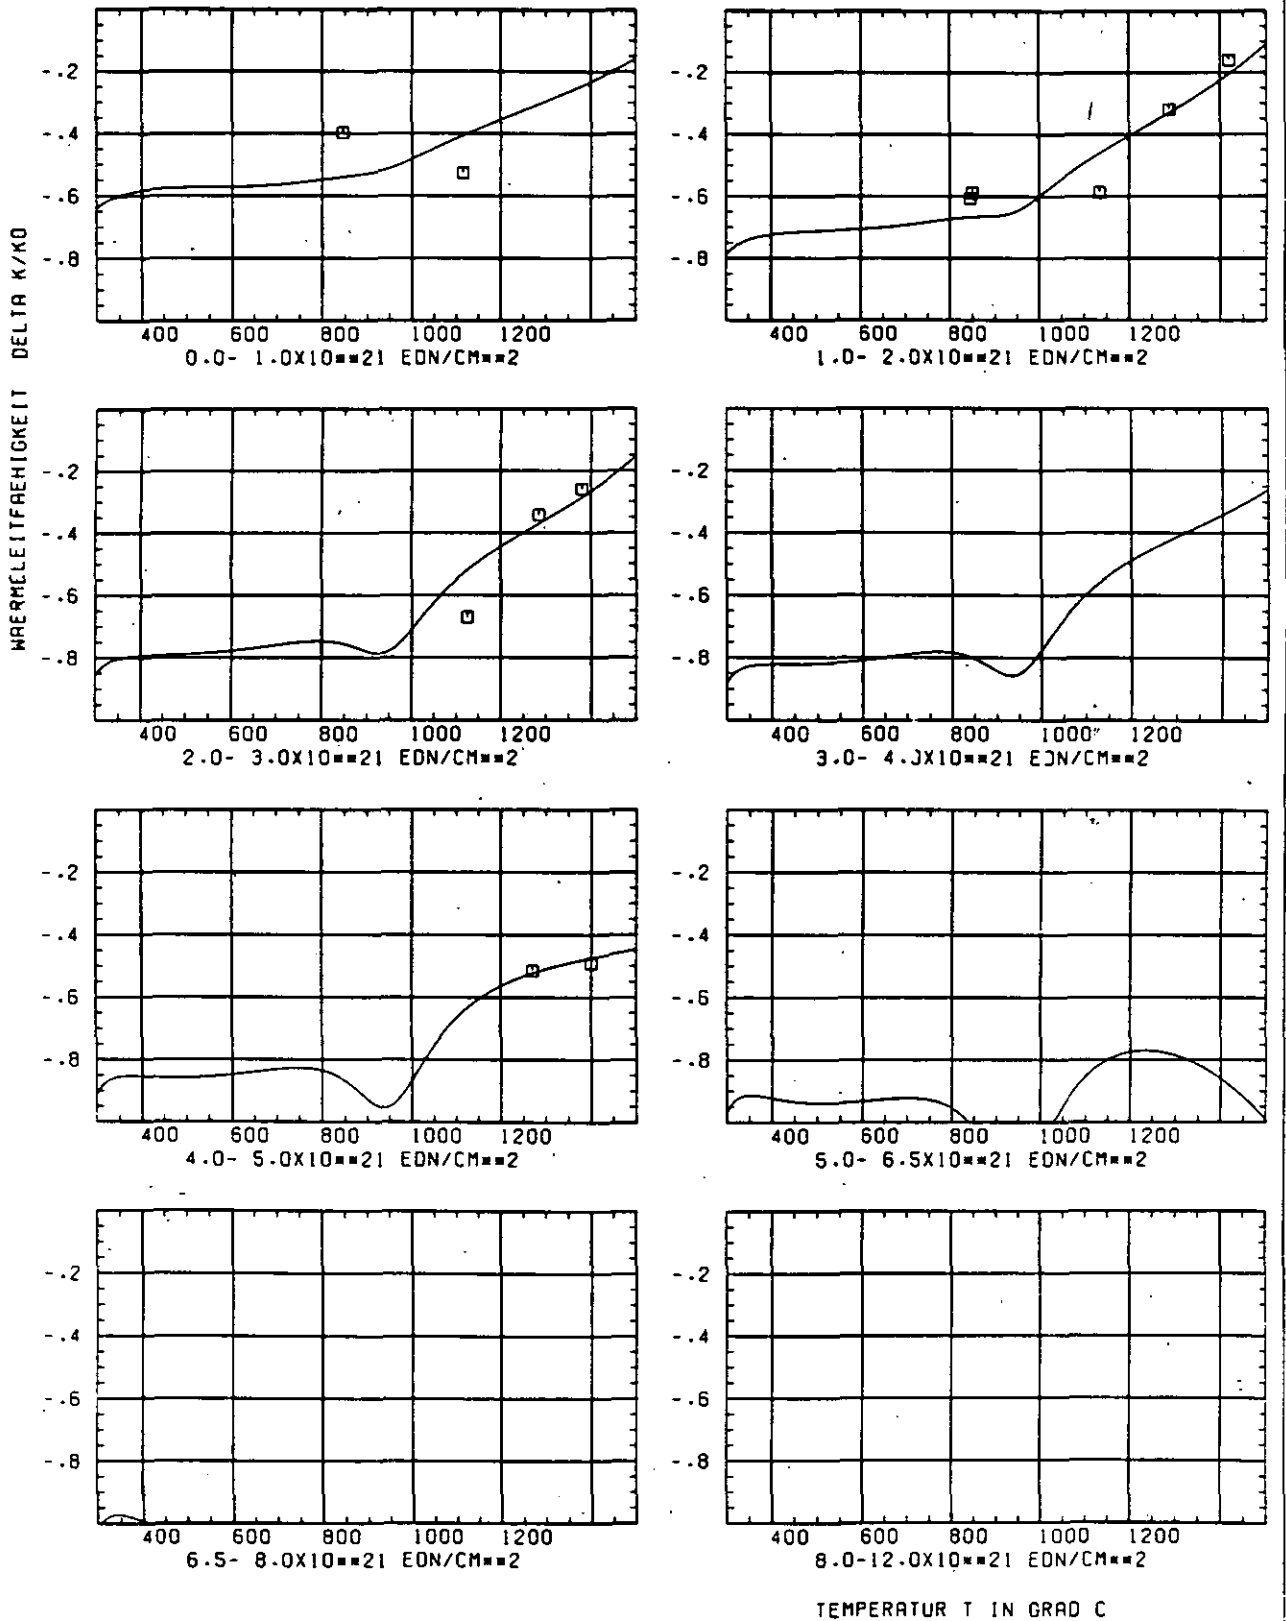 WAERMELEITFAEHIGKEIT DELTA K/K0
-.2
-.4
-.6
-.8
400 600 800 1000 1200
0.0- 1.0X10**21 EDN/CM**2
-.2
-.4
-.6
-.8
400 600 800 1000 1200
1.0- 2.0X10**21 EDN/CM**2
-.2
-.4
-.6
-.8
400 600 800 1000 1200
2.0- 3.0X10**21 EDN/CM**2
-.2
-.4
-.6
-.8
400 600 800 1000 1200
3.0- 4.0X10**21 EDN/CM**2
-.2
-.4
-.6
-.8
400 600 800 1000 1200
4.0- 5.0X10**21 EDN/CM**2
-.2
-.4
-.6
-.8
400 600 800 1000 1200
5.0- 6.5X10**21 EDN/CM**2
-.2
-.4
-.6
-.8
400 600 800 1000 1200
6.5- 8.0X10**21 EDN/CM**2
-.2
-.4
-.6
-.8
400 600 800 1000 1200
8.0-12.0X10**21 EDN/CM**2
TEMPERATUR T IN GRAD C